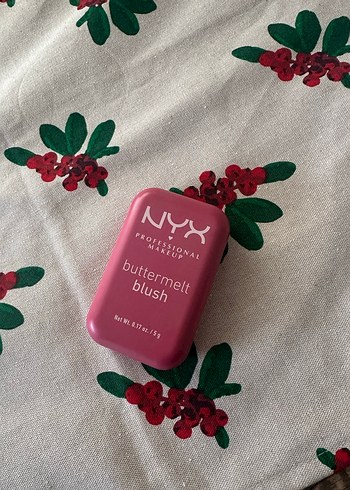 NYX
PROFESSIONAL
MAKEUP
buttermelt
blush
Net Wt. 0.17 oz. / 5 g